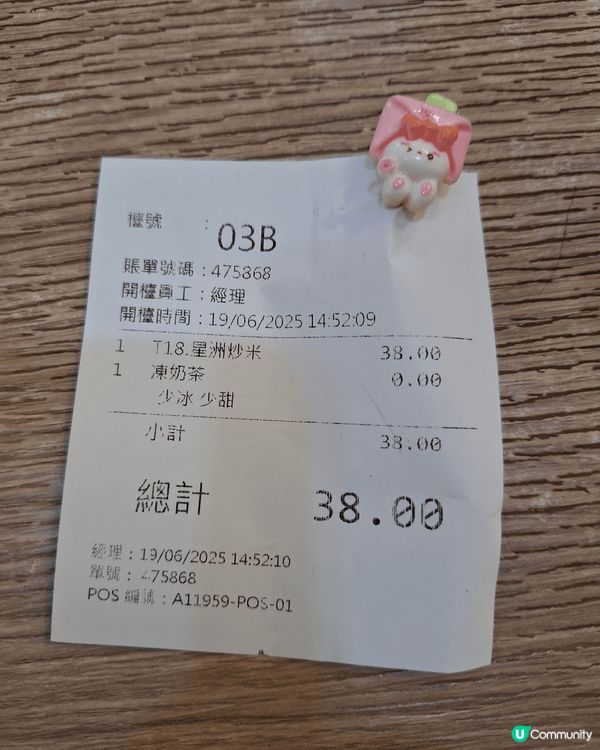 檯號 : 03B
賬單號碼 : 475868
開檯員工 : 經理
開檯時間 : 19/06/2025 14:52:09
1 T18.星洲炒米 38.00
1 凍奶茶 0.00
少冰 少甜
小計 38.00
總計 38.00
經理 : 19/06/2025 14:52:10
單號 : 475868
POS 編號 : A11959-POS-01
U Community